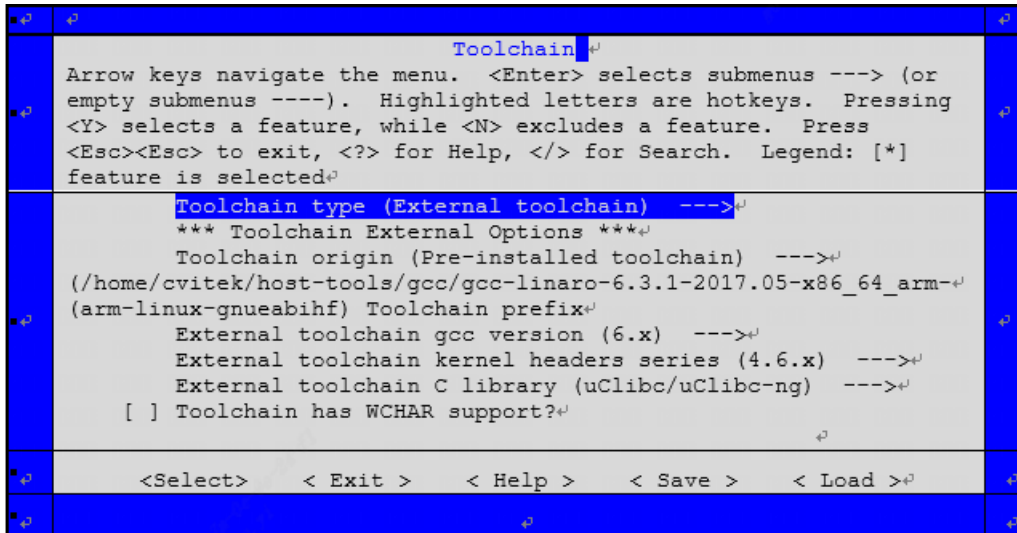 Toolchain
Arrow keys navigate the menu.  <Enter> selects submenus ---> (or
empty submenus ----).  Highlighted letters are hotkeys.  Pressing
<Y> selects a feature, while <N> excludes a feature.  Press
<Esc><Esc> to exit, <?> for Help, </> for Search.  Legend: [*]
feature is selected
Toolchain type (External toolchain)  --->
*** Toolchain External Options ***
Toolchain origin (Pre-installed toolchain)  --->
(/home/cvitek/host-tools/gcc/gcc-linaro-6.3.1-2017.05-x86_64_arm-
(arm-linux-gnueabihf) Toolchain prefix
External toolchain gcc version (6.x)  --->
External toolchain kernel headers series (4.6.x)  --->
External toolchain C library (uClibc/uClibc-ng)  --->
[ ] Toolchain has WCHAR support?
<Select>    < Exit >    < Help >    < Save >    < Load >